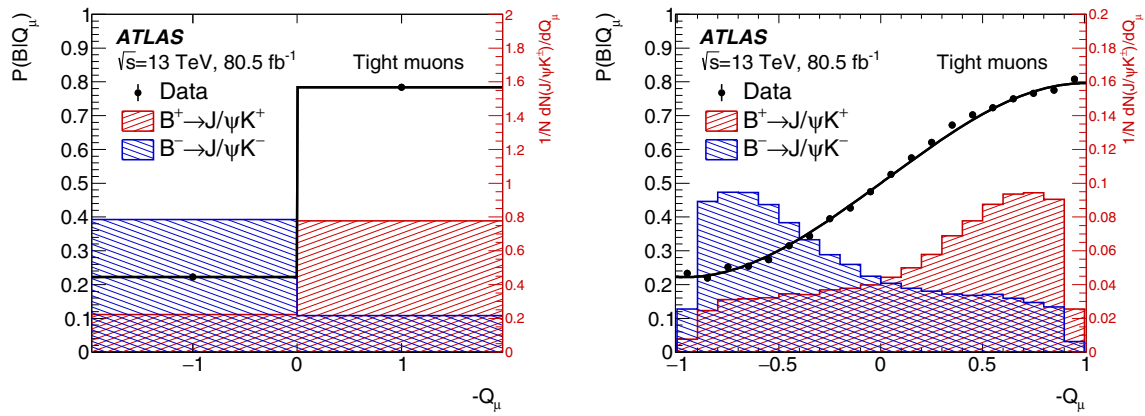 P(B|Qμ)
1
0.9
0.8
0.7
0.6
0.5
0.4
0.3
0.2
0.1
0
ATLAS
√s=13 TeV, 80.5 fb⁻¹
Tight muons
Data
B⁺→J/ψK⁺
B⁻→J/ψK⁻
−1
0
1
-Qμ
2
1.8
1.6
1.4
1.2
1
0.8
0.6
0.4
0.2
0
1/N dN(J/ψK±)/dQμ
P(B|Qμ)
1
0.9
0.8
0.7
0.6
0.5
0.4
0.3
0.2
0.1
0
ATLAS
√s=13 TeV, 80.5 fb⁻¹
Tight muons
Data
B⁺→J/ψK⁺
B⁻→J/ψK⁻
−1
−0.5
0
0.5
1
-Qμ
0.2
0.18
0.16
0.14
0.12
0.1
0.08
0.06
0.04
0.02
0
1/N dN(J/ψK±)/dQμ